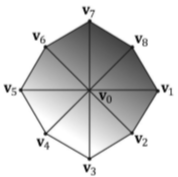 v₇
v₆ v₈
v₅ v₀ v₁
v₄ v₂
v₃